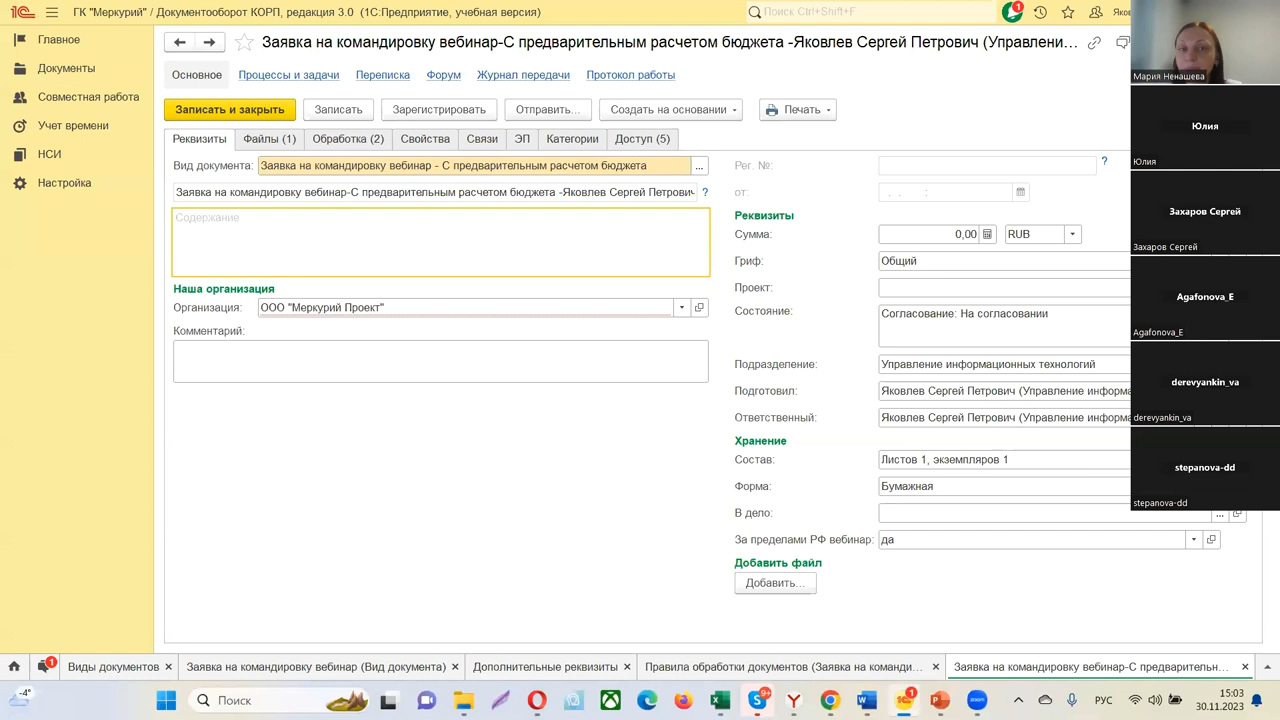 ГК "Меркурий" / Документооборот КОРП, редакция 3.0 (1С:Предприятие, учебная версия)
Поиск Ctrl+Shift+F
1
Яков
Главное
Документы
Совместная работа
Учет времени
НСИ
Настройка
Заявка на командировку вебинар-С предварительным расчетом бюджета -Яковлев Сергей Петрович (Управлени...
Основное
Процессы и задачи
Переписка
Форум
Журнал передачи
Протокол работы
Записать и закрыть
Записать
Зарегистрировать
Отправить...
Создать на основании
Печать
Реквизиты
Файлы (1)
Обработка (2)
Свойства
Связи
ЭП
Категории
Доступ (5)
Вид документа: Заявка на командировку вебинар - С предварительным расчетом бюджета ...
Заявка на командировку вебинар-С предварительным расчетом бюджета -Яковлев Сергей Петрович ?
Содержание
Наша организация
Организация: ООО "Меркурий Проект"
Комментарий:
Рег. №: ?
от: . . :
Реквизиты
Сумма: 0,00 RUB
Гриф: Общий
Проект:
Состояние: Согласование: На согласовании
Подразделение: Управление информационных технологий
Подготовил: Яковлев Сергей Петрович (Управление информа
Ответственный: Яковлев Сергей Петрович (Управление информа
Хранение
Состав: Листов 1, экземпляров 1
Форма: Бумажная
В дело: ...
За пределами РФ вебинар: да
Добавить файл
Добавить...
Мария Ненашева
Юлия
Юлия
Захаров Сергей
Захаров Сергей
Agafonova_E
Agafonova_E
derevyankin_va
derevyankin_va
stepanova-dd
stepanova-dd
1
Виды документов ×
Заявка на командировку вебинар (Вид документа) ×
Дополнительные реквизиты ×
Правила обработки документов (Заявка на команди... ×
Заявка на командировку вебинар-С предварительн... ×
-4°
Поиск
9+
1
РУС
15:03
30.11.2023